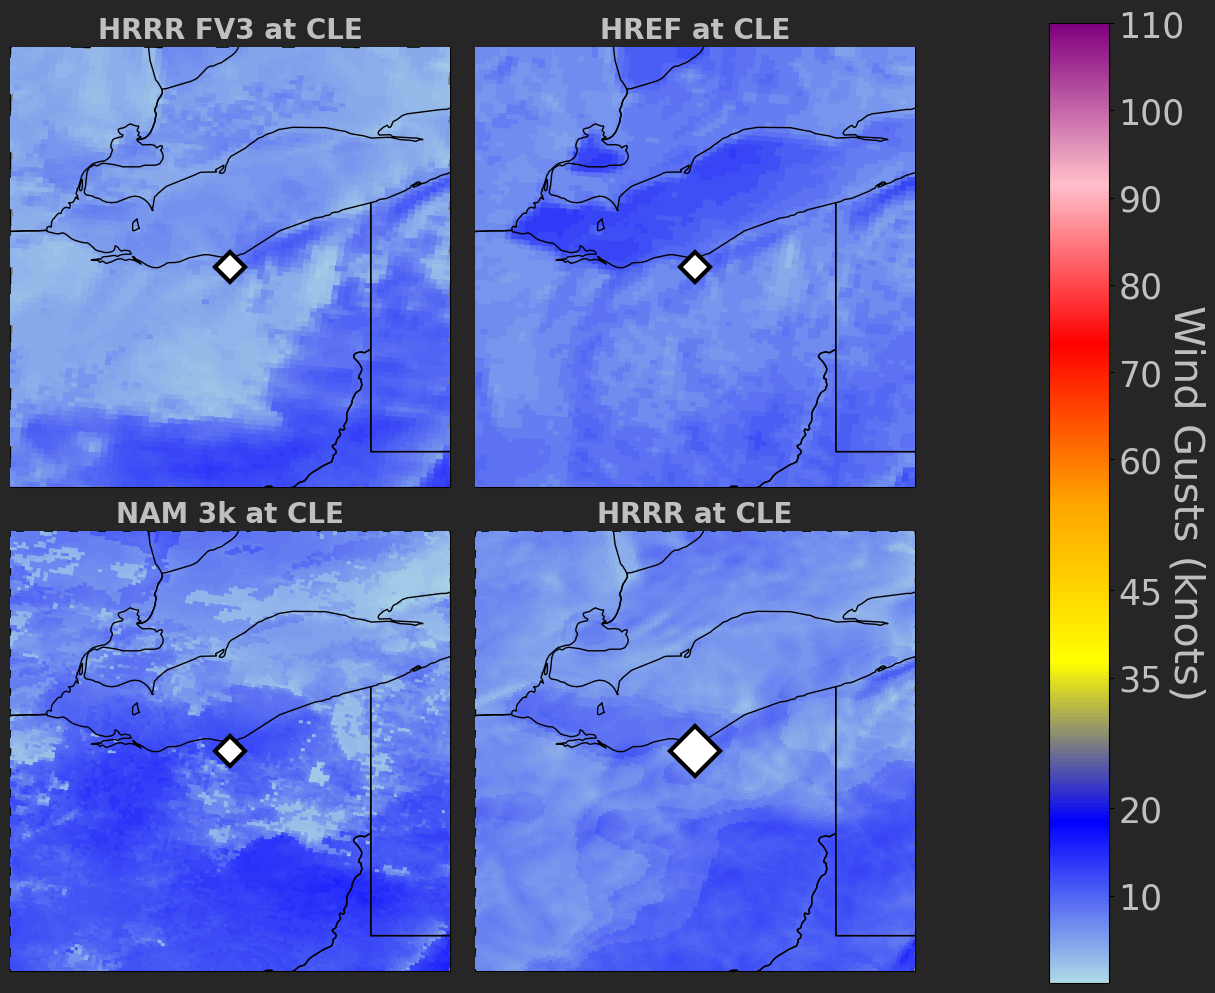 HRRR FV3 at CLE
HREF at CLE
NAM 3k at CLE
HRRR at CLE
110
100
90
80
70
60
45
35
20
10
Wind Gusts (knots)